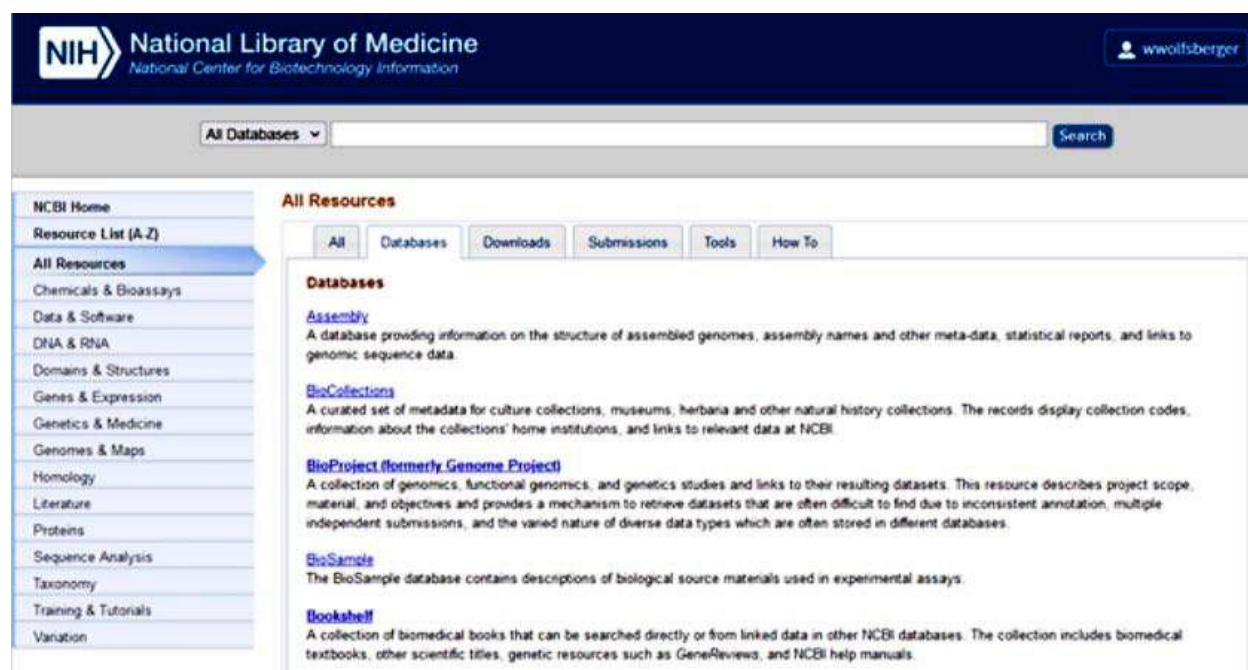 NIH
National Library of Medicine
National Center for Biotechnology Information
wwolfsberger
All Databases
Search
NCBI Home
Resource List (A-Z)
All Resources
Chemicals & Bioassays
Data & Software
DNA & RNA
Domains & Structures
Genes & Expression
Genetics & Medicine
Genomes & Maps
Homology
Literature
Proteins
Sequence Analysis
Taxonomy
Training & Tutorials
Variation
All Resources
All Databases Downloads Submissions Tools How To
Databases
Assembly
A database providing information on the structure of assembled genomes, assembly names and other meta-data, statistical reports, and links to
genomic sequence data.
BioCollections
A curated set of metadata for culture collections, museums, herbaria and other natural history collections. The records display collection codes,
information about the collections' home institutions, and links to relevant data at NCBI.
BioProject (formerly Genome Project)
A collection of genomics, functional genomics, and genetics studies and links to their resulting datasets. This resource describes project scope,
material, and objectives and provides a mechanism to retrieve datasets that are often difficult to find due to inconsistent annotation, multiple
independent submissions, and the varied nature of diverse data types which are often stored in different databases.
BioSample
The BioSample database contains descriptions of biological source materials used in experimental assays.
Bookshelf
A collection of biomedical books that can be searched directly or from linked data in other NCBI databases. The collection includes biomedical
textbooks, other scientific titles, genetic resources such as GeneReviews, and NCBI help manuals.